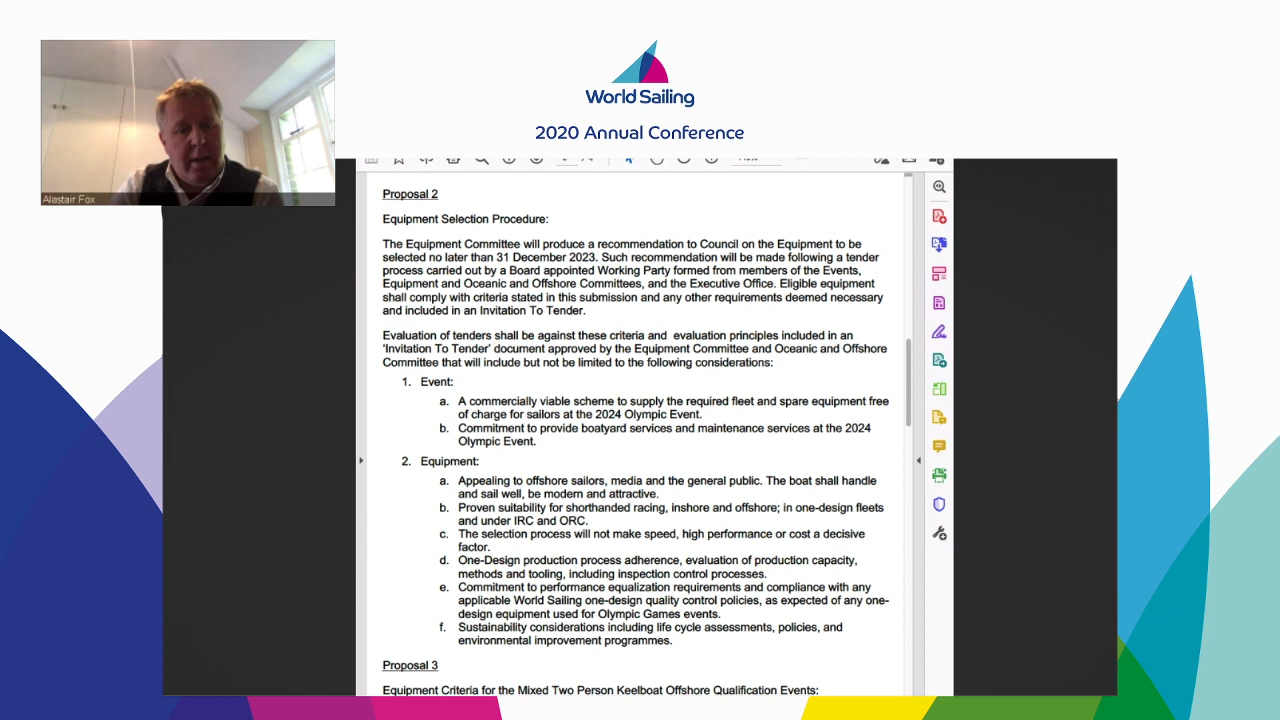 World Sailing
2020 Annual Conference
Alastair Fox
Proposal 2
Equipment Selection Procedure:
The Equipment Committee will produce a recommendation to Council on the Equipment to be
selected no later than 31 December 2023. Such recommendation will be made following a tender
process carried out by a Board appointed Working Party formed from members of the Events,
Equipment and Oceanic and Offshore Committees, and the Executive Office. Eligible equipment
shall comply with criteria stated in this submission and any other requirements deemed necessary
and included in an Invitation To Tender.
Evaluation of tenders shall be against these criteria and evaluation principles included in an
‘Invitation To Tender’ document approved by the Equipment Committee and Oceanic and Offshore
Committee that will include but not be limited to the following considerations:
1. Event:
a. A commercially viable scheme to supply the required fleet and spare equipment free
of charge for sailors at the 2024 Olympic Event.
b. Commitment to provide boatyard services and maintenance services at the 2024
Olympic Event.
2. Equipment:
a. Appealing to offshore sailors, media and the general public. The boat shall handle
and sail well, be modern and attractive.
b. Proven suitability for shorthanded racing, inshore and offshore; in one-design fleets
and under IRC and ORC.
c. The selection process will not make speed, high performance or cost a decisive
factor.
d. One-Design production process adherence, evaluation of production capacity,
methods and tooling, including inspection control processes.
e. Commitment to performance equalization requirements and compliance with any
applicable World Sailing one-design quality control policies, as expected of any one-
design equipment used for Olympic Games events.
f. Sustainability considerations including life cycle assessments, policies, and
environmental improvement programmes.
Proposal 3
Equipment Criteria for the Mixed Two Person Keelboat Offshore Qualification Events: